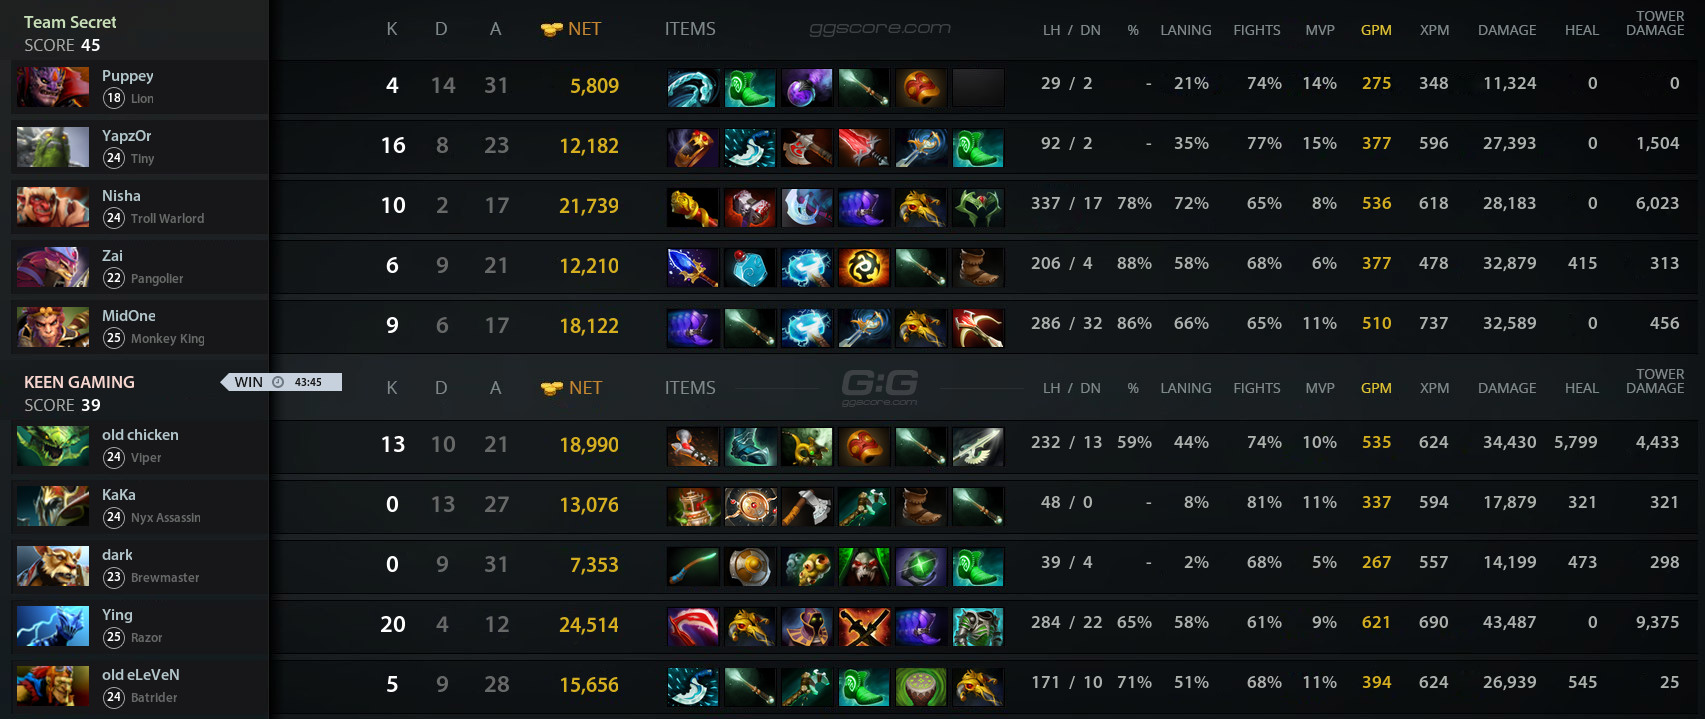 Team Secret K D A NET ITEMS ggscore.com LH / DN % LANING FIGHTS MVP GPM XPM DAMAGE HEAL TOWER DAMAGE
SCORE 45
Puppey 4 14 31 5,809 29 / 2 - 21% 74% 14% 275 348 11,324 0 0
18 Lion
YapzOr 16 8 23 12,182 92 / 2 - 35% 77% 15% 377 596 27,393 0 1,504
24 Tiny
Nisha 10 2 17 21,739 337 / 17 78% 72% 65% 8% 536 618 28,183 0 6,023
24 Troll Warlord
Zai 6 9 21 12,210 206 / 4 88% 58% 68% 6% 377 478 32,879 415 313
22 Pangolier
MidOne 9 6 17 18,122 286 / 32 86% 66% 65% 11% 510 737 32,589 0 456
25 Monkey King
KEEN GAMING WIN 43:45 K D A NET ITEMS G:G ggscore.com LH / DN % LANING FIGHTS MVP GPM XPM DAMAGE HEAL TOWER DAMAGE
SCORE 39
old chicken 13 10 21 18,990 232 / 13 59% 44% 74% 10% 535 624 34,430 5,799 4,433
24 Viper
KaKa 0 13 27 13,076 48 / 0 - 8% 81% 11% 337 594 17,879 321 321
24 Nyx Assassin
dark 0 9 31 7,353 39 / 4 - 2% 68% 5% 267 557 14,199 473 298
23 Brewmaster
Ying 20 4 12 24,514 284 / 22 65% 58% 61% 9% 621 690 43,487 0 9,375
25 Razor
old eLeVeN 5 9 28 15,656 171 / 10 71% 51% 68% 11% 394 624 26,939 545 25
24 Batrider